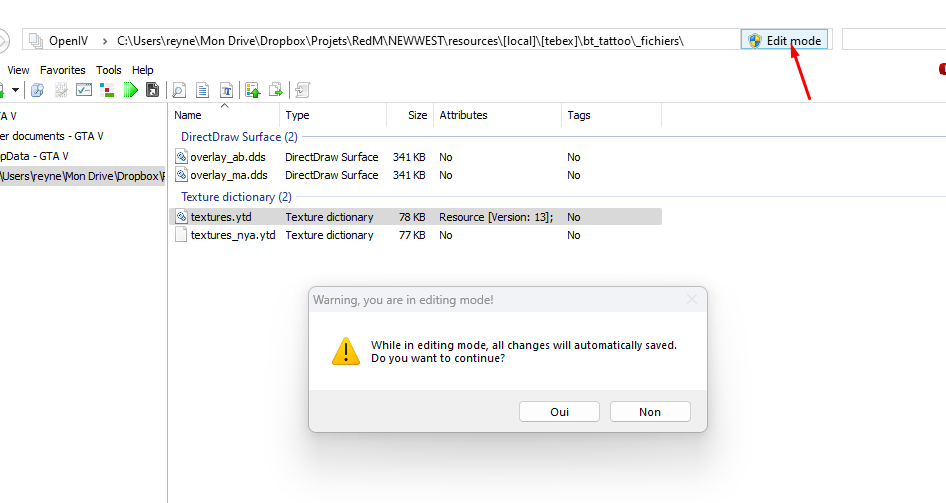 OpenIV > C:\Users\reyne\Mon Drive\Dropbox\Projets\RedM\NEWWEST\resources\[local]\[tebex]\bt_tattoo\_fichiers\ Edit mode
View Favorites Tools Help
Name Type Size Attributes Tags
TA V
er documents - GTA V
pData - GTA V
\Users\reyne\Mon Drive\Dropbox\F
DirectDraw Surface (2)
overlay_ab.dds DirectDraw Surface 341 KB No No
overlay_ma.dds DirectDraw Surface 341 KB No No
Texture dictionary (2)
textures.ytd Texture dictionary 78 KB Resource [Version: 13]; No
textures_nya.ytd Texture dictionary 77 KB No No
Warning, you are in editing mode!
While in editing mode, all changes will automatically saved.
Do you want to continue?
Oui Non